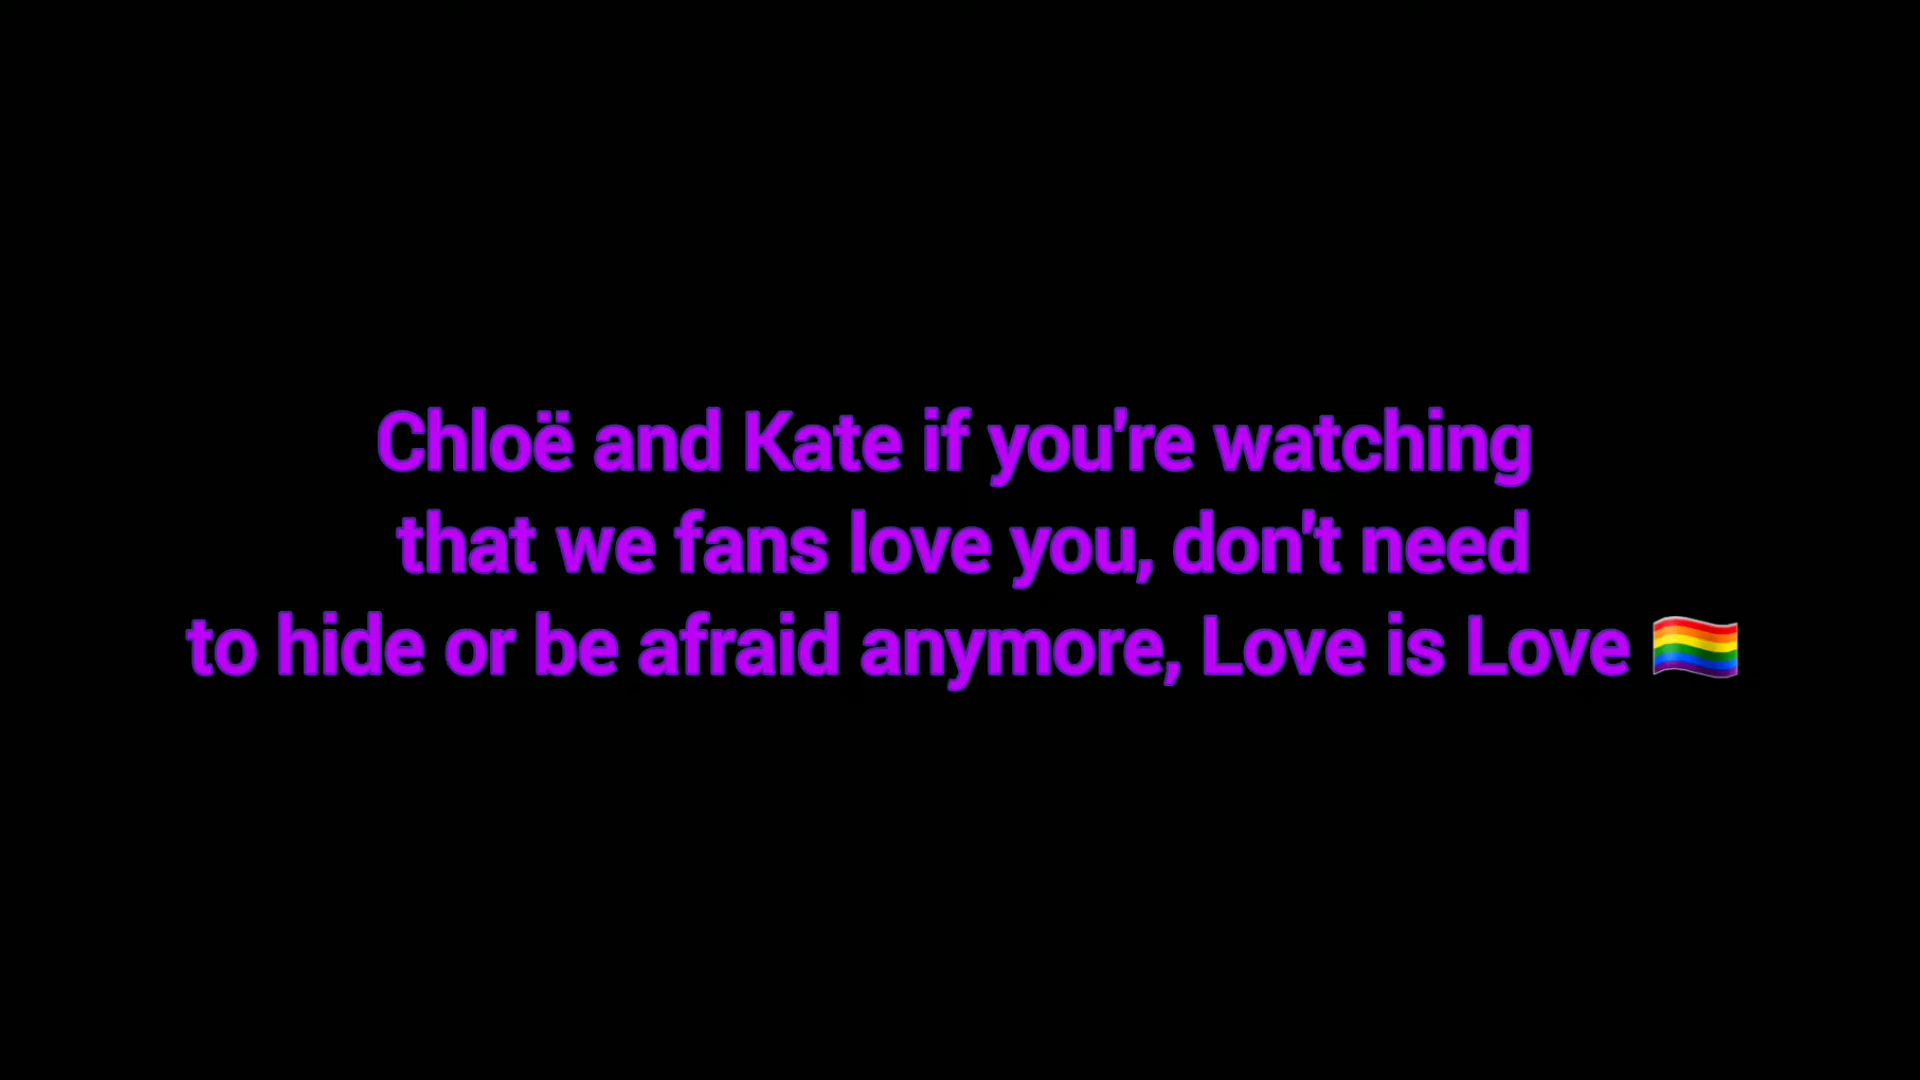 Chloë and Kate if you're watching
that we fans love you, don't need
to hide or be afraid anymore, Love is Love 🏳️‍🌈